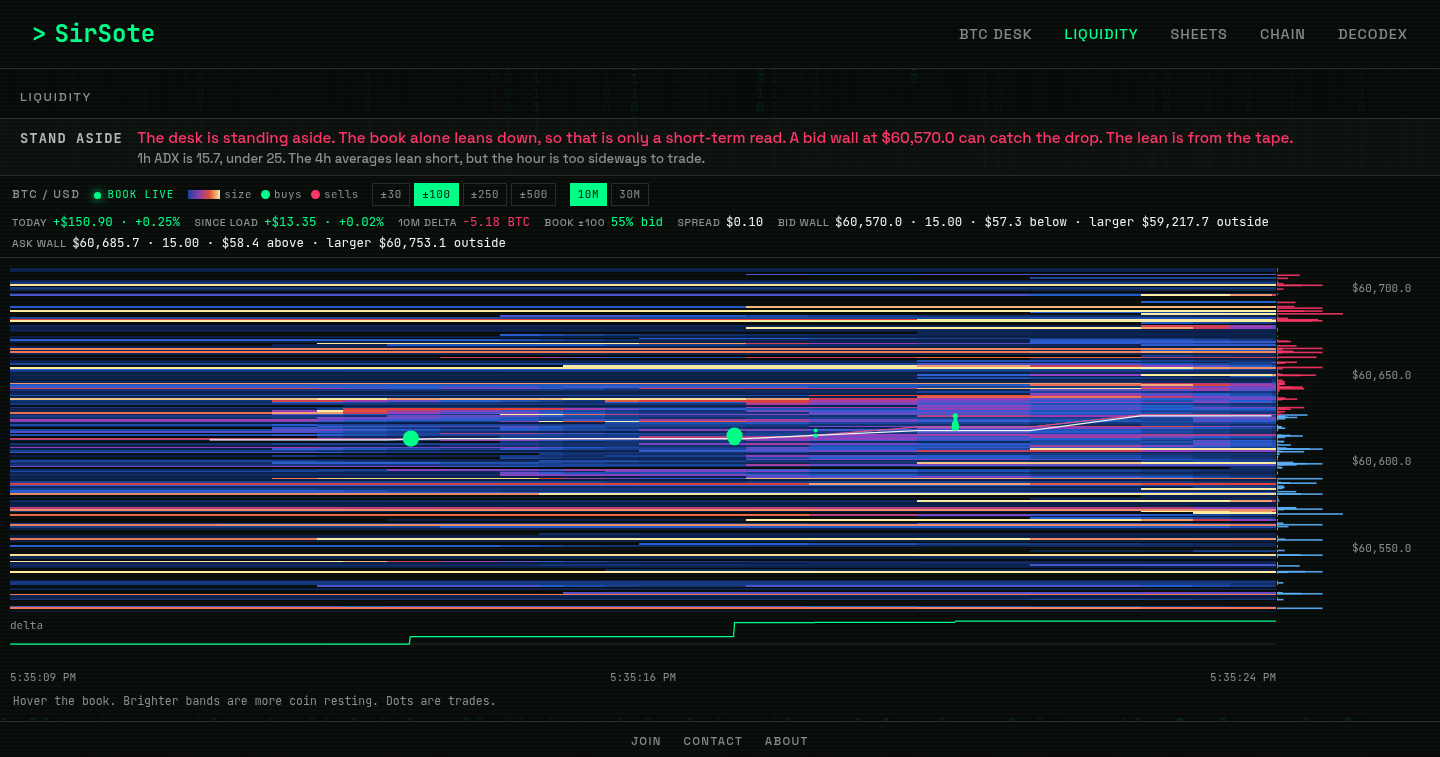 > SirSote
BTC DESK LIQUIDITY SHEETS CHAIN DECODEX
LIQUIDITY
STAND ASIDE The desk is standing aside. The book alone leans down, so that is only a short-term read. A bid wall at $60,570.0 can catch the drop. The lean is from the tape.
1h ADX is 15.7, under 25. The 4h averages lean short, but the hour is too sideways to trade.
BTC / USD BOOK LIVE size buys sells ±30 ±100 ±250 ±500 10M 30M
TODAY +$150.90 · +0.25% SINCE LOAD +$13.35 · +0.02% 10M DELTA -5.18 BTC BOOK ±100 55% bid SPREAD $0.10 BID WALL $60,570.0 · 15.00 · $57.3 below · larger $59,217.7 outside
ASK WALL $60,685.7 · 15.00 · $58.4 above · larger $60,753.1 outside
$60,700.0
$60,650.0
$60,600.0
$60,550.0
delta
5:35:09 PM 5:35:16 PM 5:35:24 PM
Hover the book. Brighter bands are more coin resting. Dots are trades.
JOIN CONTACT ABOUT